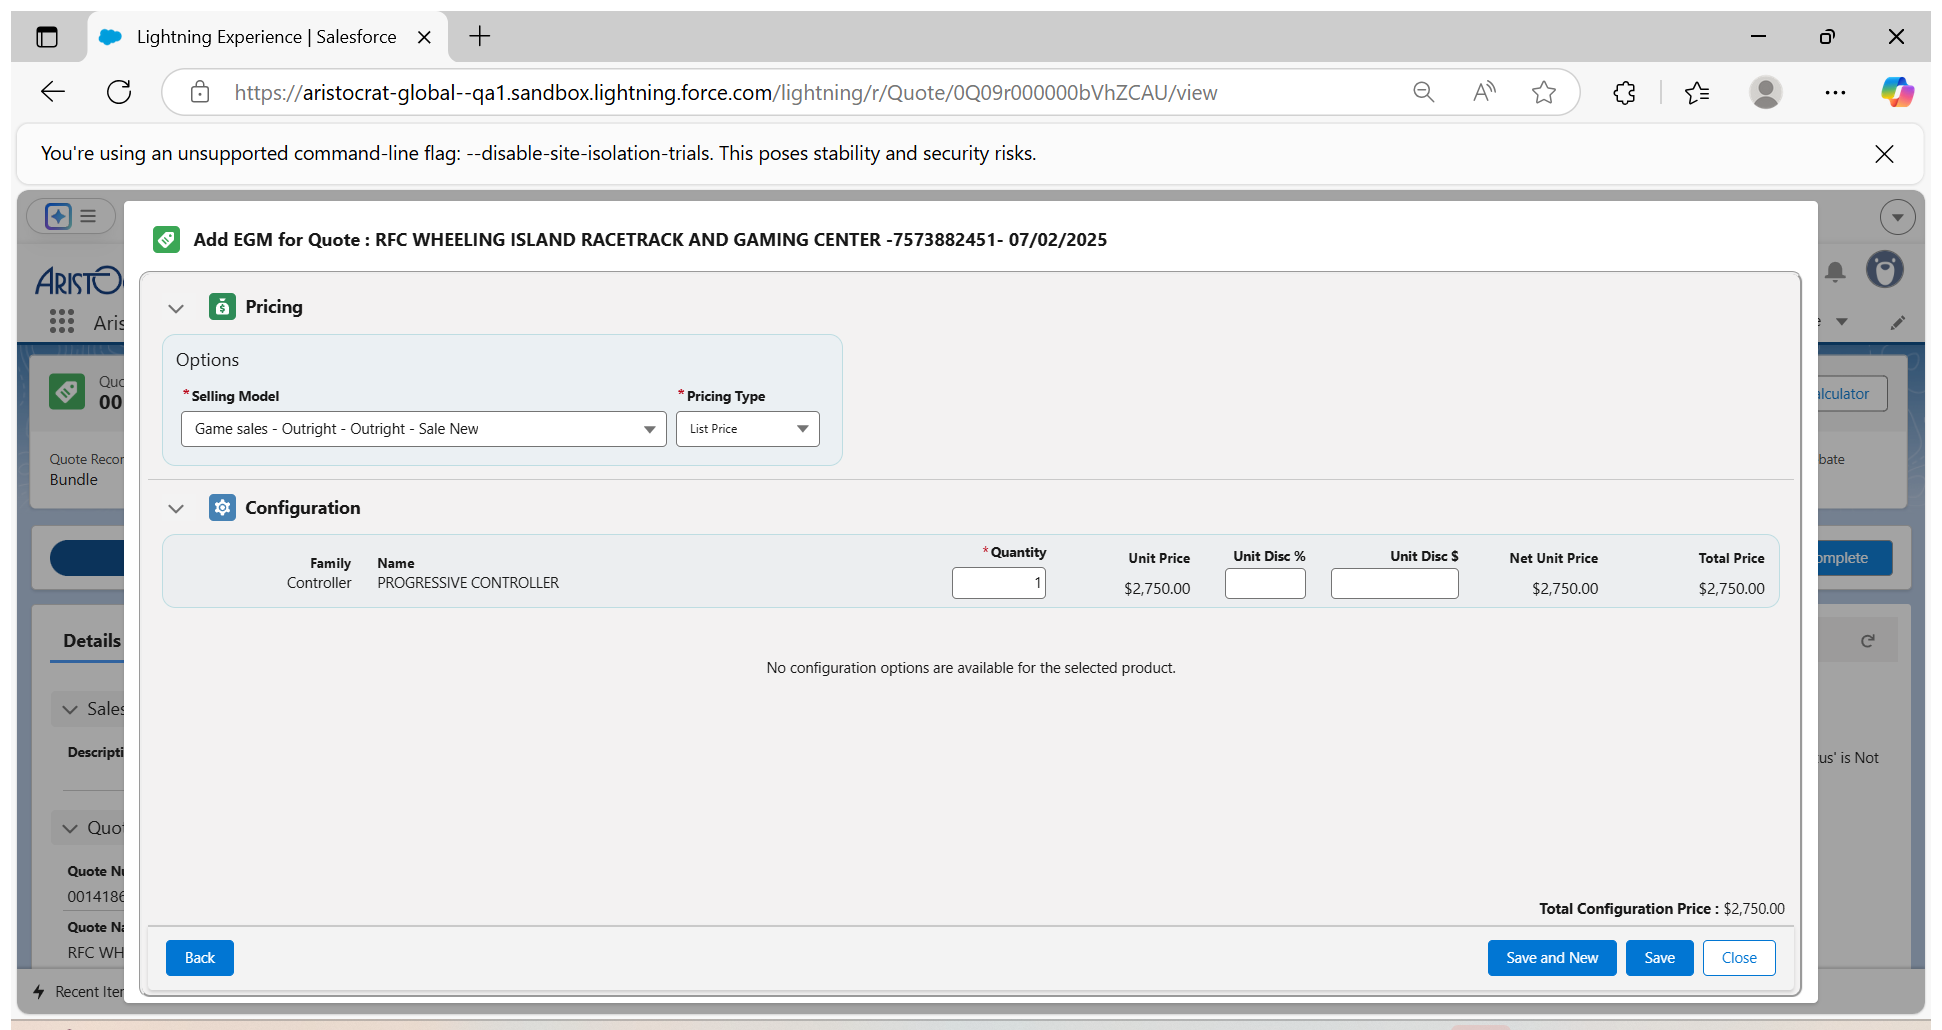 Lightning Experience | Salesforce
https://aristocrat-global--qa1.sandbox.lightning.force.com/lightning/r/Quote/0Q09r000000bVhZCAU/view
You're using an unsupported command-line flag: --disable-site-isolation-trials. This poses stability and security risks.
Add EGM for Quote : RFC WHEELING ISLAND RACETRACK AND GAMING CENTER -7573882451- 07/02/2025
ARISTO
Aris
Pricing
Options
*Selling Model
*Pricing Type
Game sales - Outright - Outright - Sale New
List Price
Quo
00
alculator
Quote Recor
Bundle
bate
Configuration
Family
Name
*Quantity
Unit Price
Unit Disc %
Unit Disc $
Net Unit Price
Total Price
Controller
PROGRESSIVE CONTROLLER
1
$2,750.00
$2,750.00
$2,750.00
omplete
Details
No configuration options are available for the selected product.
Sales
Descripti
us' is Not
Quot
Quote Nu
0014186
Quote Na
RFC WH
Total Configuration Price : $2,750.00
Back
Save and New
Save
Close
Recent Iter